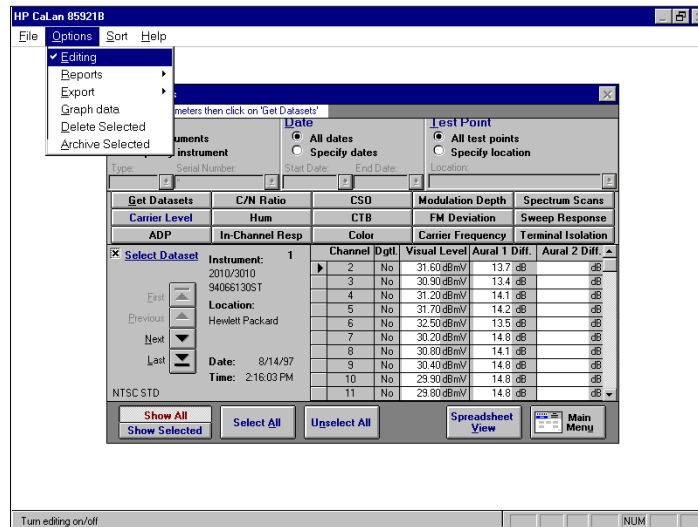 HP CaLan 85921B
File Options Sort Help
Editing
Reports
Export
Graph data
Delete Selected
Archive Selected
meters then click on 'Get Datasets'
Date
Test Point
uments
All dates
All test points
instrument
Specify dates
Specify location
Type: Serial Number: Start Date: End Date: Location:
Get Datasets C/N Ratio CSO Modulation Depth Spectrum Scans
Carrier Level Hum CTB FM Deviation Sweep Response
ADP In-Channel Resp Color Carrier Frequency Terminal Isolation
Select Dataset
First
Previous
Next
Last
NTSC STD
Instrument: 1
2010/3010
94066130ST
Location:
Hewlett Packard
Date: 8/14/97
Time: 2:16:03 PM
Channel Dgtl. Visual Level Aural 1 Diff. Aural 2 Diff.
2 No 31.60 dBmV 13.7 dB dB
3 No 30.90 dBmV 13.4 dB dB
4 No 31.20 dBmV 14.1 dB dB
5 No 31.70 dBmV 14.2 dB dB
6 No 32.50 dBmV 13.5 dB dB
7 No 30.20 dBmV 14.8 dB dB
8 No 30.80 dBmV 14.1 dB dB
9 No 30.40 dBmV 14.8 dB dB
10 No 29.90 dBmV 14.8 dB dB
11 No 29.80 dBmV 14.8 dB dB
Show All
Show Selected
Select All
Unselect All
Spreadsheet
View
Main
Menu
Turn editing on/off NUM